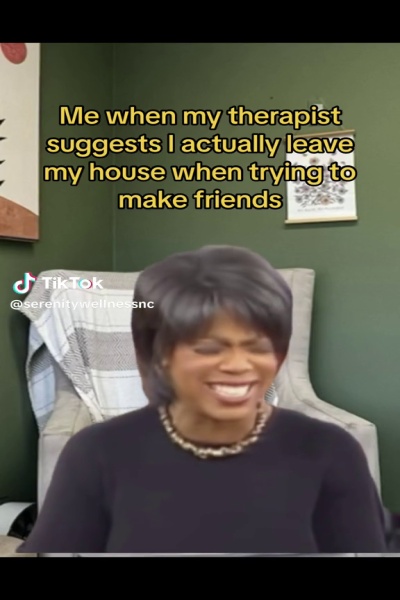 Me when my therapist
suggests I actually leave
my house when trying to
make friends
TikTok
@serenitywellnessnc